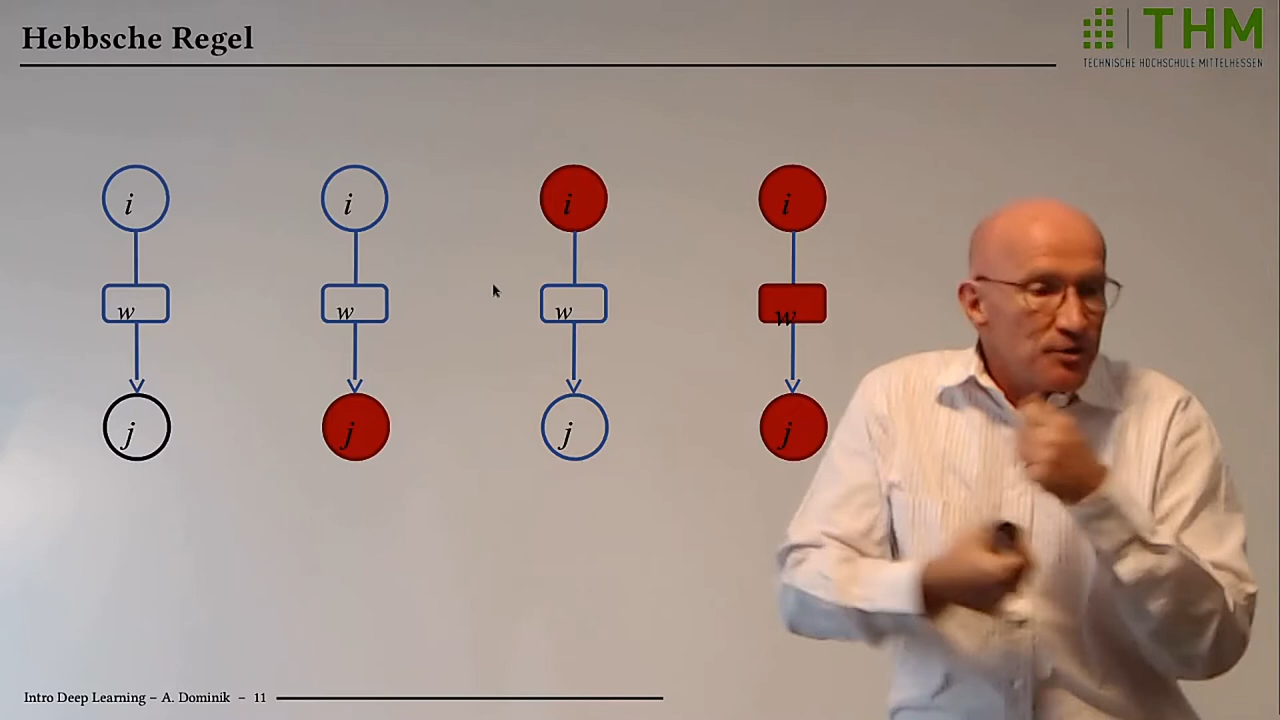 Hebbsche Regel
THM
TECHNISCHE HOCHSCHULE MITTELHESSEN
i i i i
w w w w
j j j j
Intro Deep Learning – A. Dominik – 11